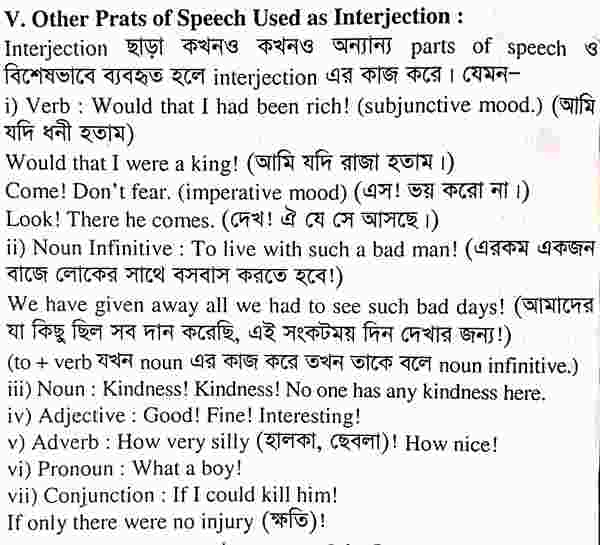 V. Other Prats of Speech Used as Interjection :
Interjection ছাড়া কখনও কখনও অন্যান্য parts of speech ও
বিশেষভাবে ব্যবহৃত হলে interjection এর কাজ করে। যেমন–
i) Verb : Would that I had been rich! (subjunctive mood.) (আমি
যদি ধনী হতাম)
Would that I were a king! (আমি যদি রাজা হতাম।)
Come! Don't fear. (imperative mood) (এস! ভয় করো না।)
Look! There he comes. (দেখ! ঐ যে সে আসছে।)
ii) Noun Infinitive : To live with such a bad man! (এরকম একজন
বাজে লোকের সাথে বসবাস করতে হবে!)
We have given away all we had to see such bad days! (আমাদের
যা কিছু ছিল সব দান করেছি, এই সংকটময় দিন দেখার জন্য!)
(to + verb যখন noun এর কাজ করে তখন তাকে বলে noun infinitive.)
iii) Noun : Kindness! Kindness! No one has any kindness here.
iv) Adjective : Good! Fine! Interesting!
v) Adverb : How very silly (হালকা, ছেবলা)! How nice!
vi) Pronoun : What a boy!
vii) Conjunction : If I could kill him!
If only there were no injury (ক্ষতি)!